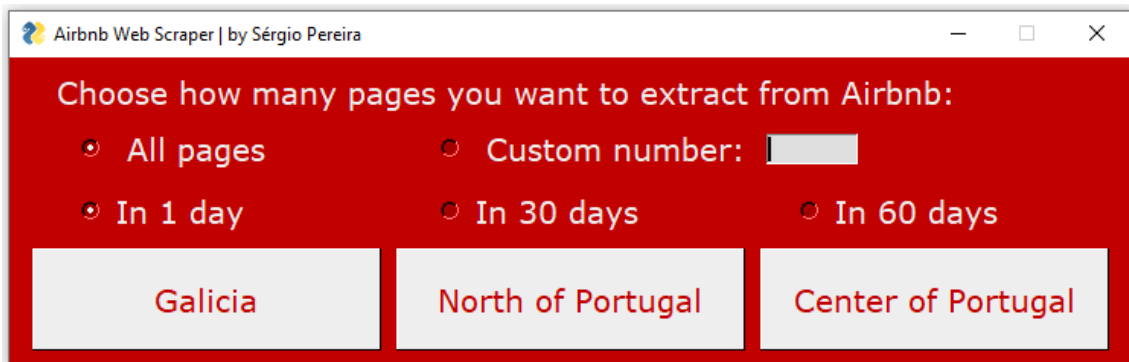 Airbnb Web Scraper | by Sérgio Pereira
Choose how many pages you want to extract from Airbnb:
All pages Custom number:
In 1 day In 30 days In 60 days
Galicia North of Portugal Center of Portugal